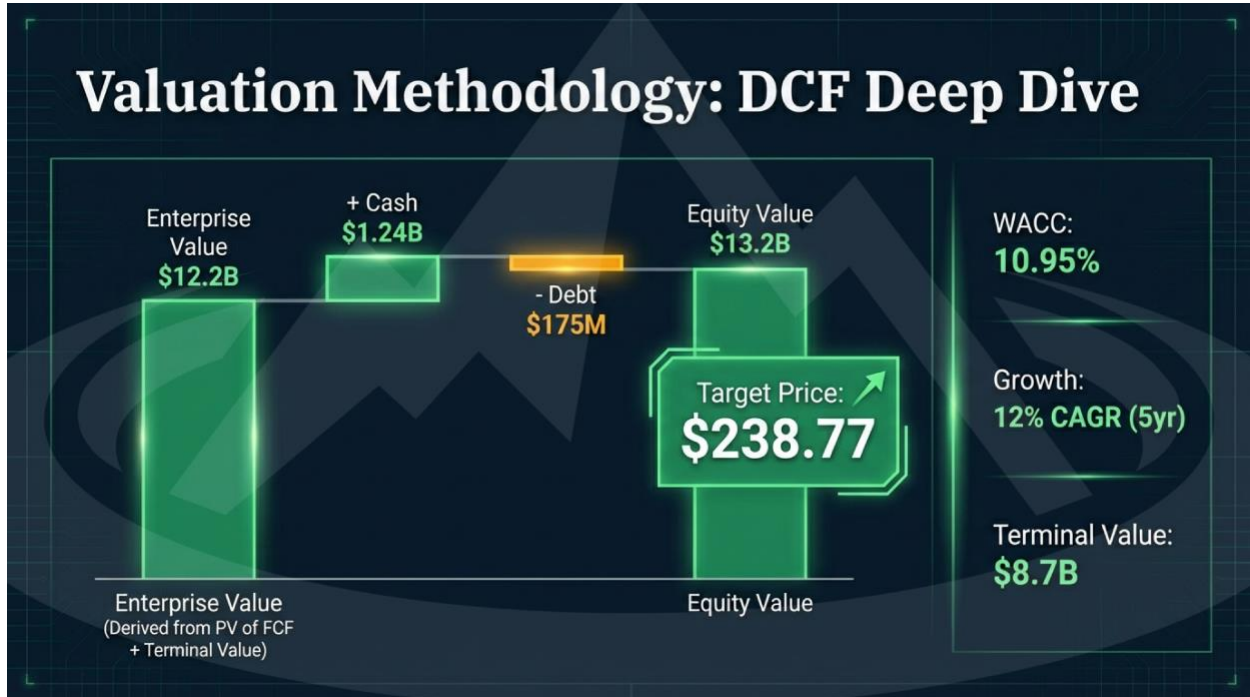 Valuation Methodology: DCF Deep Dive
Enterprise
Value
$12.2B
+ Cash
$1.24B
- Debt
$175M
Equity Value
$13.2B
Target Price:
$238.77
Enterprise Value
(Derived from PV of FCF
+ Terminal Value)
Equity Value
WACC:
10.95%
Growth:
12% CAGR (5yr)
Terminal Value:
$8.7B